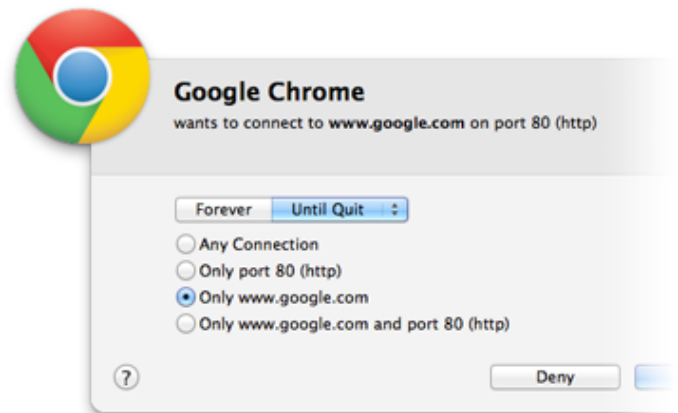 Google Chrome
wants to connect to www.google.com on port 80 (http)
Forever Until Quit
Any Connection
Only port 80 (http)
Only www.google.com
Only www.google.com and port 80 (http)
? Deny